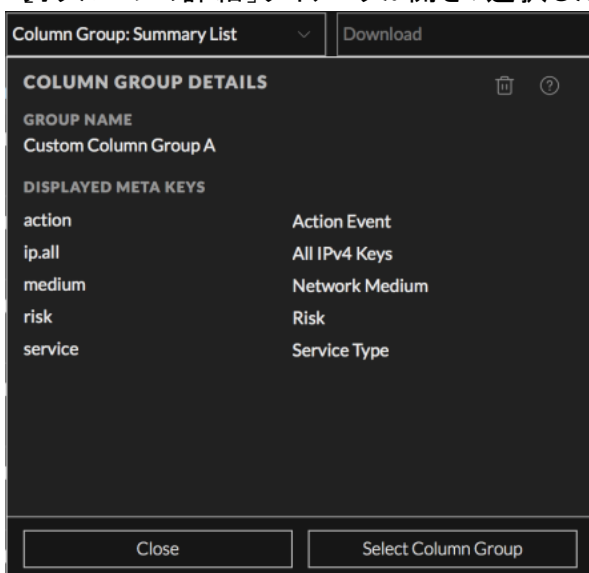 Column Group: Summary List
Download
COLUMN GROUP DETAILS
GROUP NAME
Custom Column Group A
DISPLAYED META KEYS
action Action Event
ip.all All IPv4 Keys
medium Network Medium
risk Risk
service Service Type
Close
Select Column Group